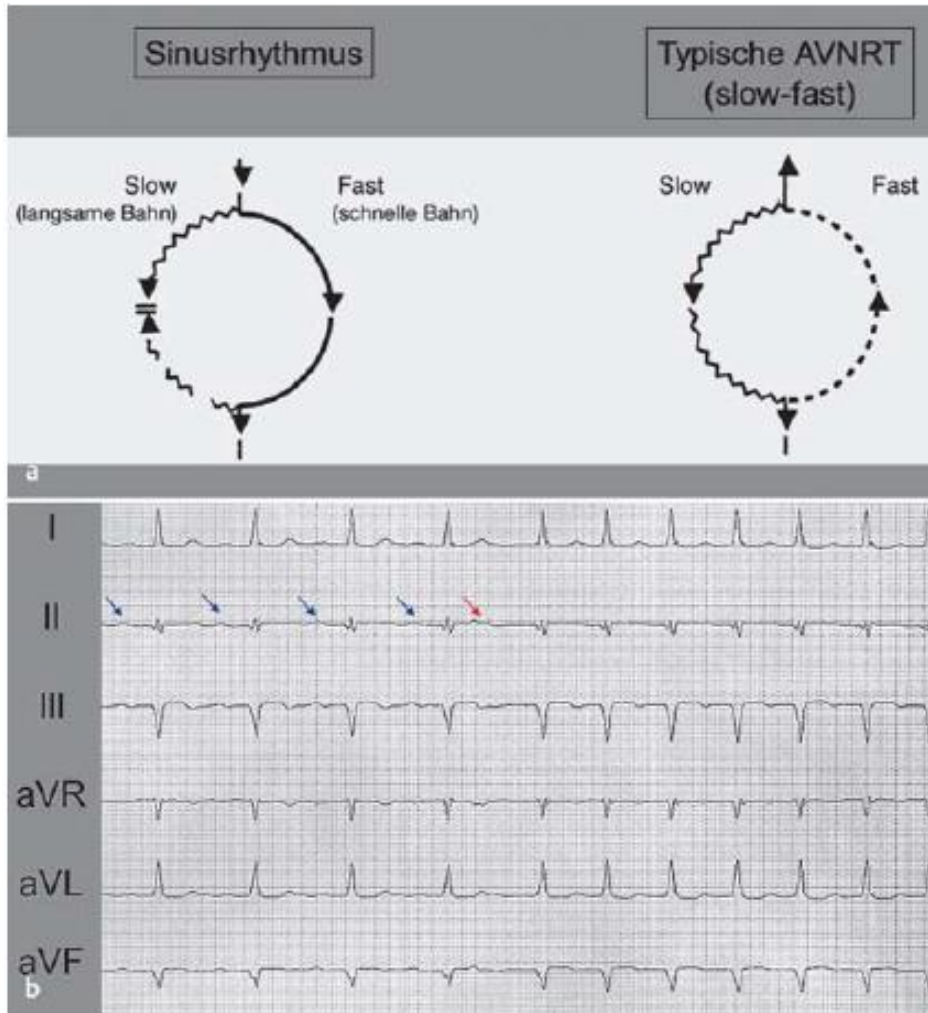 Sinusrhythmus
Typische AVNRT
(slow-fast)
Slow
(langsame Bahn)
Fast
(schnelle Bahn)
Slow
Fast
a
I
II
III
aVR
aVL
aVF
b